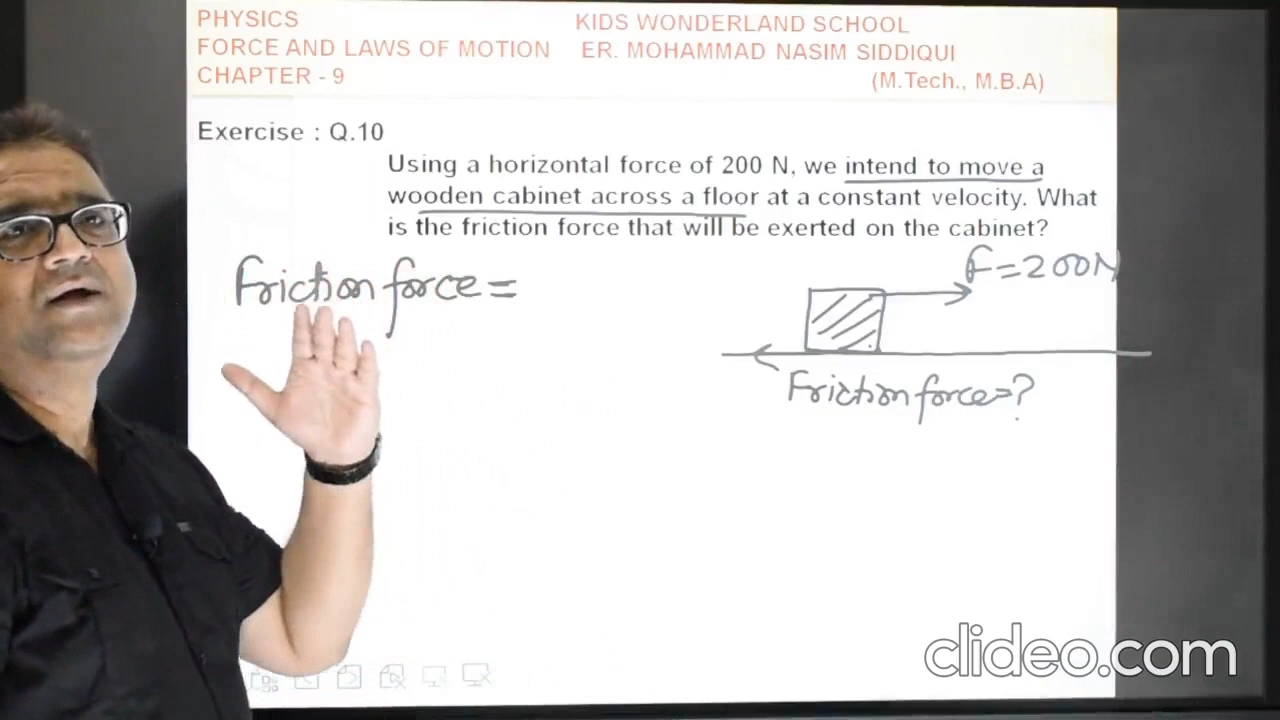 PHYSICS KIDS WONDERLAND SCHOOL
FORCE AND LAWS OF MOTION ER. MOHAMMAD NASIM SIDDIQUI
CHAPTER - 9 (M.Tech., M.B.A)
Exercise : Q.10
Using a horizontal force of 200 N, we intend to move a
wooden cabinet across a floor at a constant velocity. What
is the friction force that will be exerted on the cabinet?
Friction force =
F = 200N
Friction force = ?
clideo.com